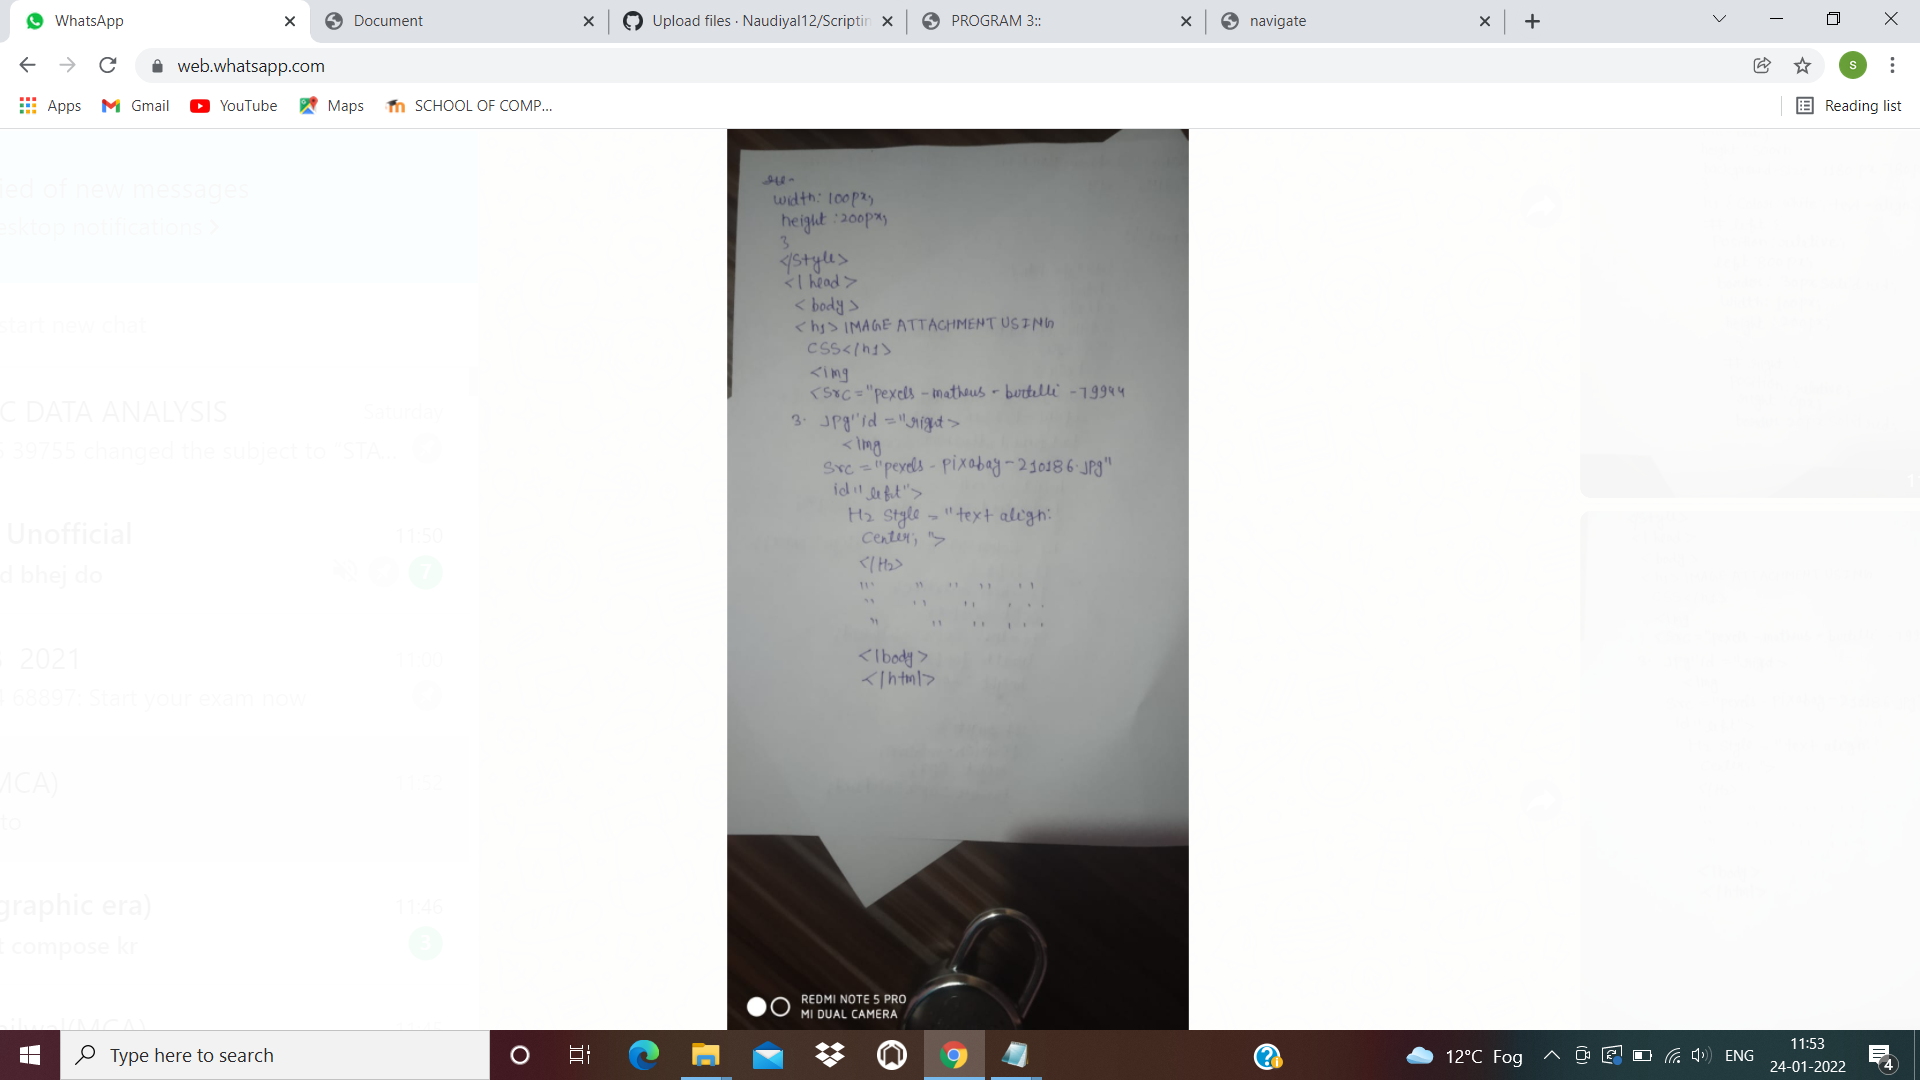 WhatsApp
Document
Upload files · Naudiyal12/Scriptin
PROGRAM 3::
navigate
web.whatsapp.com
S
Apps
Gmail
YouTube
Maps
SCHOOL OF COMP...
Reading list
ied of new messages
esktop notifications
start new chat
C DATA ANALYSIS
Saturday
39755 changed the subject to "STA...
Unofficial
11:50
d bhej do
7
2021
11:00
68897: Start your exam now
MCA)
11:52
to
graphic era)
11:46
t compose kr
3
width: 100px;
height: 200px;
}
</style>
</head>
<body>
<h1> IMAGE ATTACHMENT USING
CSS</h1>
<img
<src="pexels-matheus-bertelli-79944
3. jpg" id="right>
<img
src="pexels-pixabay-210186.jpg"
id"left">
H2 style="text align:
center; ">
</H2>
</body>
</html>
REDMI NOTE 5 PRO
MI DUAL CAMERA
Type here to search
12°C Fog
ENG
11:53
24-01-2022
4